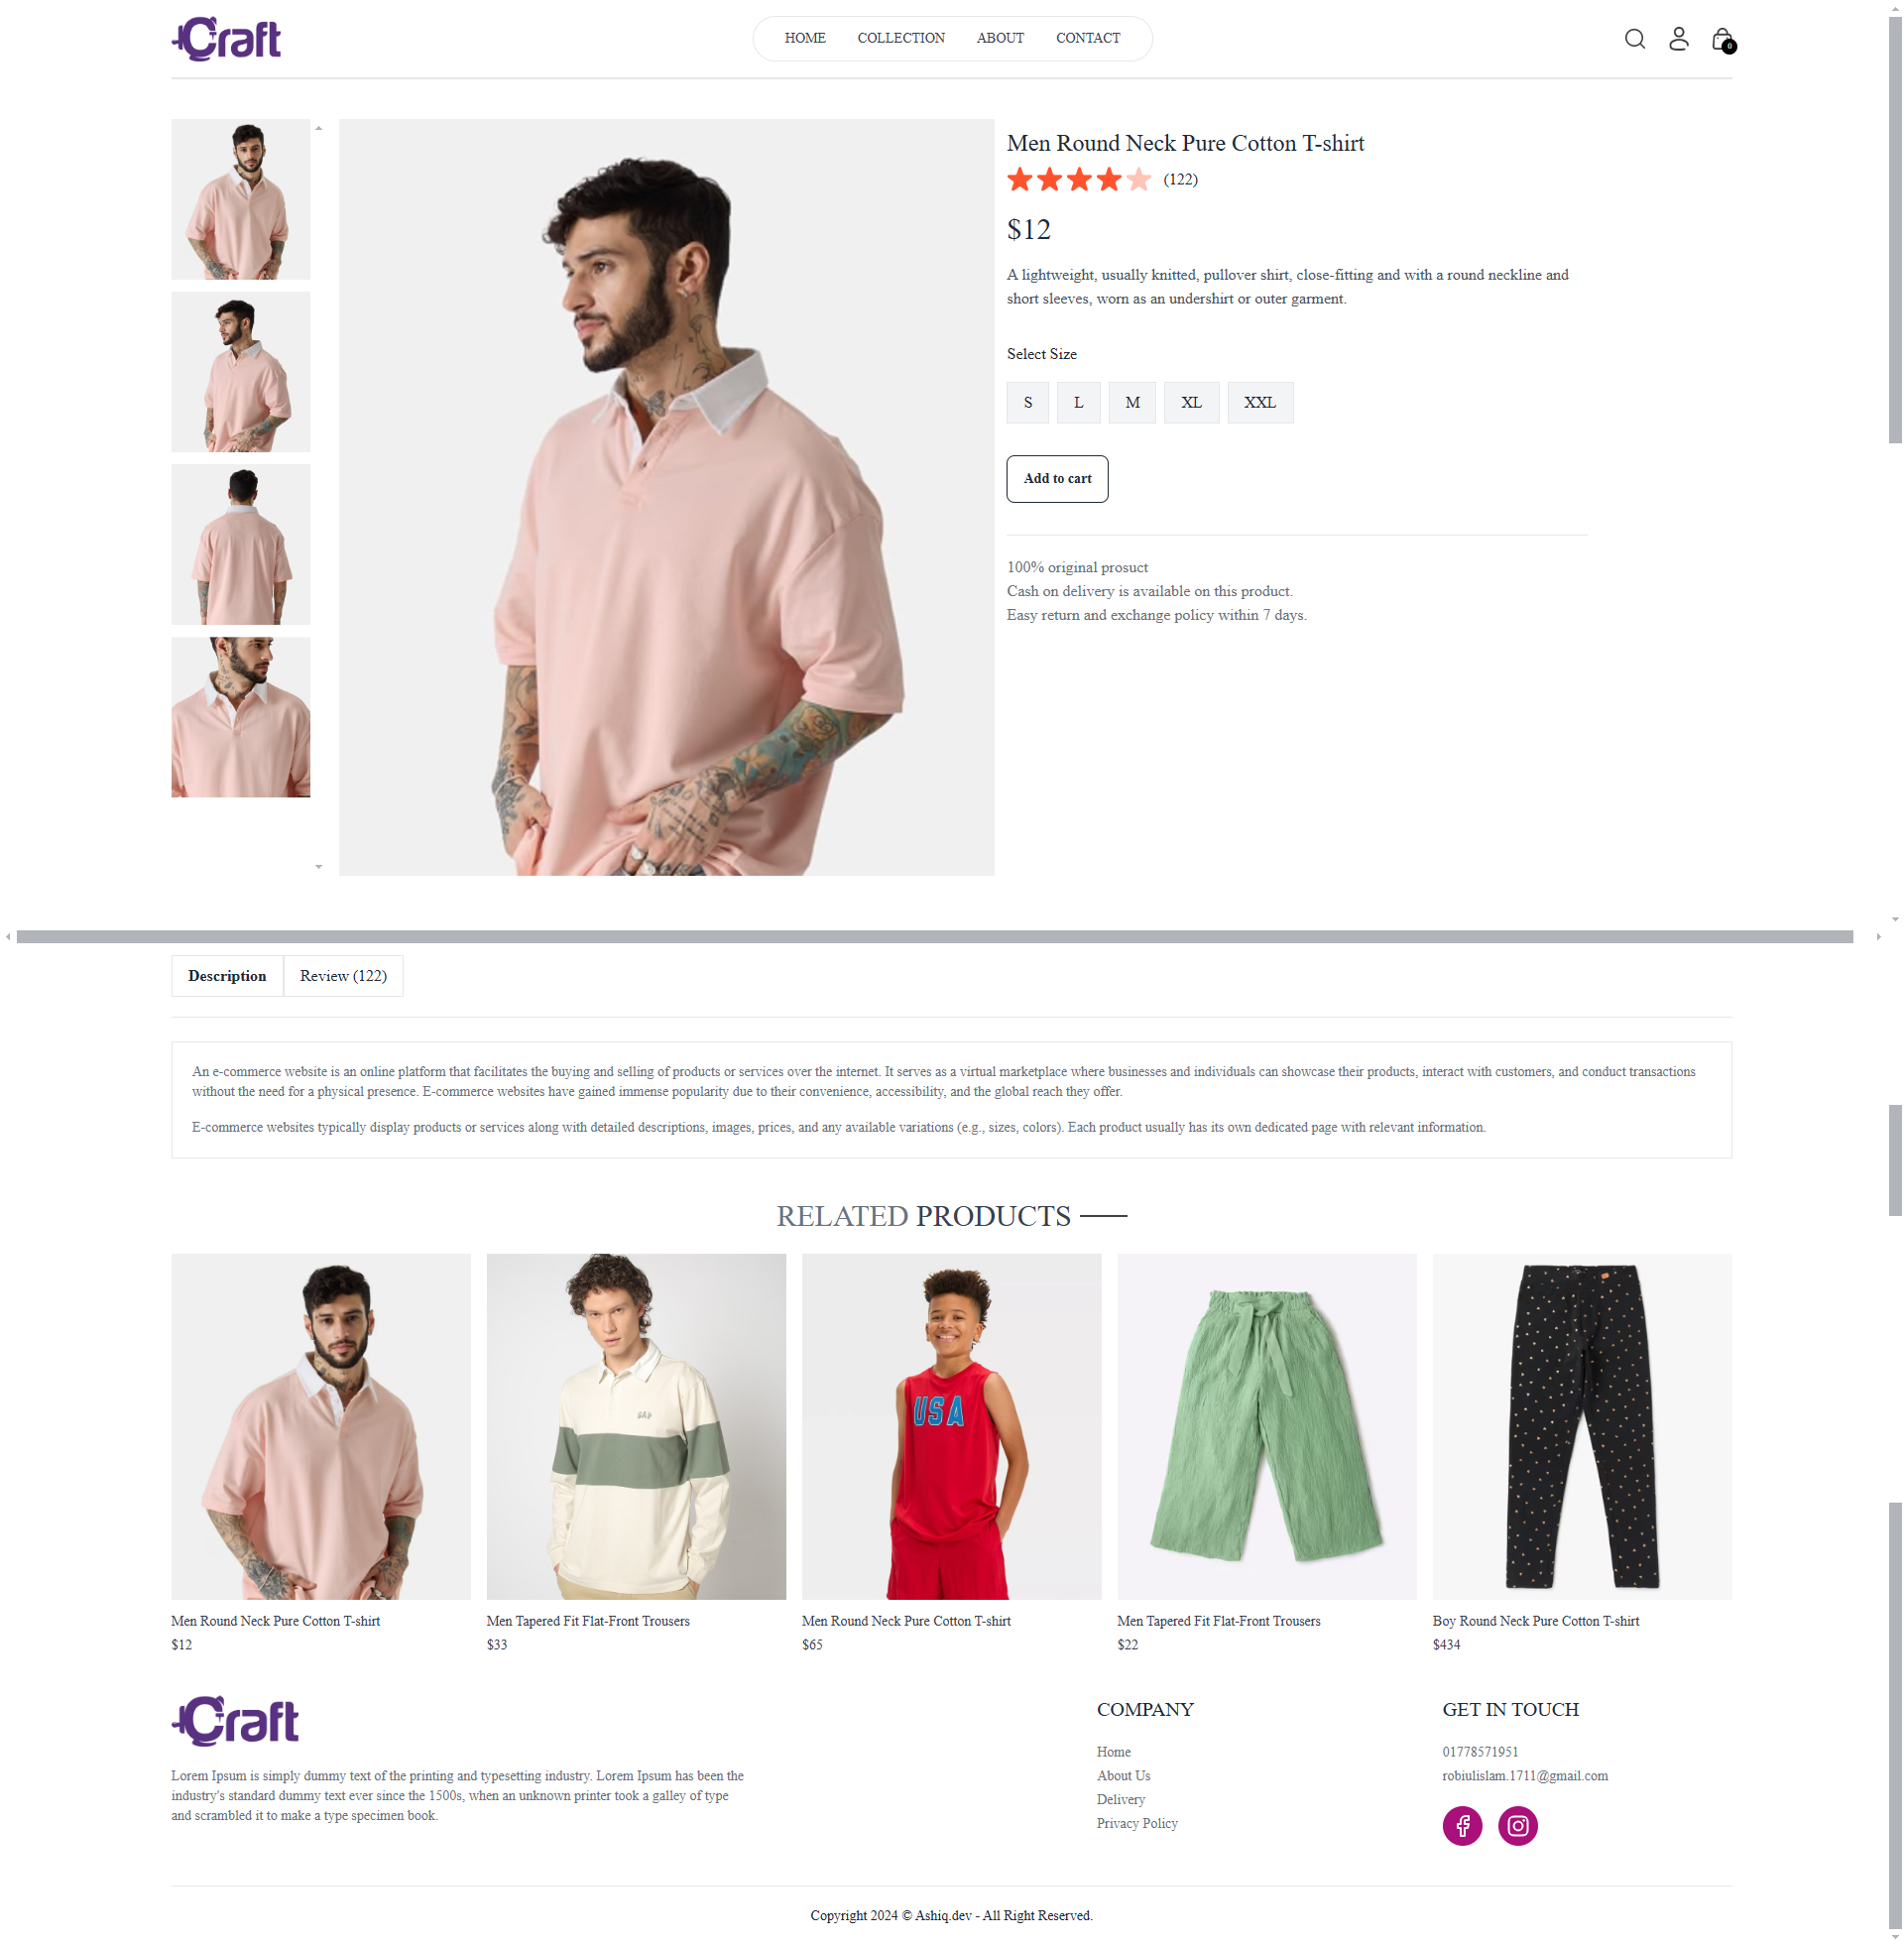 Craft
HOME COLLECTION ABOUT CONTACT
0
Men Round Neck Pure Cotton T-shirt
(122)
$12
A lightweight, usually knitted, pullover shirt, close-fitting and with a round neckline and
short sleeves, worn as an undershirt or outer garment.
Select Size
S L M XL XXL
Add to cart
100% original prosuct
Cash on delivery is available on this product.
Easy return and exchange policy within 7 days.
Description Review (122)
An e-commerce website is an online platform that facilitates the buying and selling of products or services over the internet. It serves as a virtual marketplace where businesses and individuals can showcase their products, interact with customers, and conduct transactions
without the need for a physical presence. E-commerce websites have gained immense popularity due to their convenience, accessibility, and the global reach they offer.
E-commerce websites typically display products or services along with detailed descriptions, images, prices, and any available variations (e.g., sizes, colors). Each product usually has its own dedicated page with relevant information.
RELATED PRODUCTS
GAP
USA
Men Round Neck Pure Cotton T-shirt
$12
Men Tapered Fit Flat-Front Trousers
$33
Men Round Neck Pure Cotton T-shirt
$65
Men Tapered Fit Flat-Front Trousers
$22
Boy Round Neck Pure Cotton T-shirt
$434
Craft
Lorem Ipsum is simply dummy text of the printing and typesetting industry. Lorem Ipsum has been the
industry's standard dummy text ever since the 1500s, when an unknown printer took a galley of type
and scrambled it to make a type specimen book.
COMPANY
Home
About Us
Delivery
Privacy Policy
GET IN TOUCH
01778571951
robiulislam.1711@gmail.com
Copyright 2024 © Ashiq.dev - All Right Reserved.